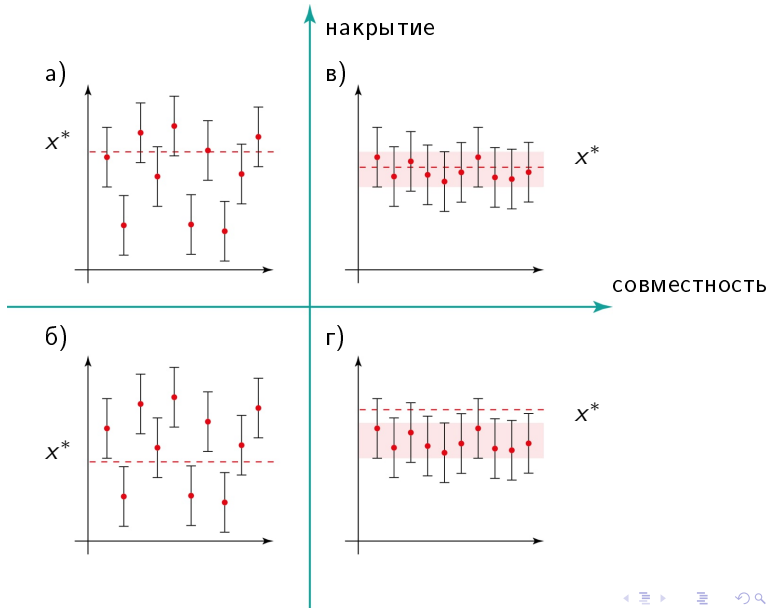 накрытие
а)
x*
в)
x*
совместность
б)
x*
г)
x*